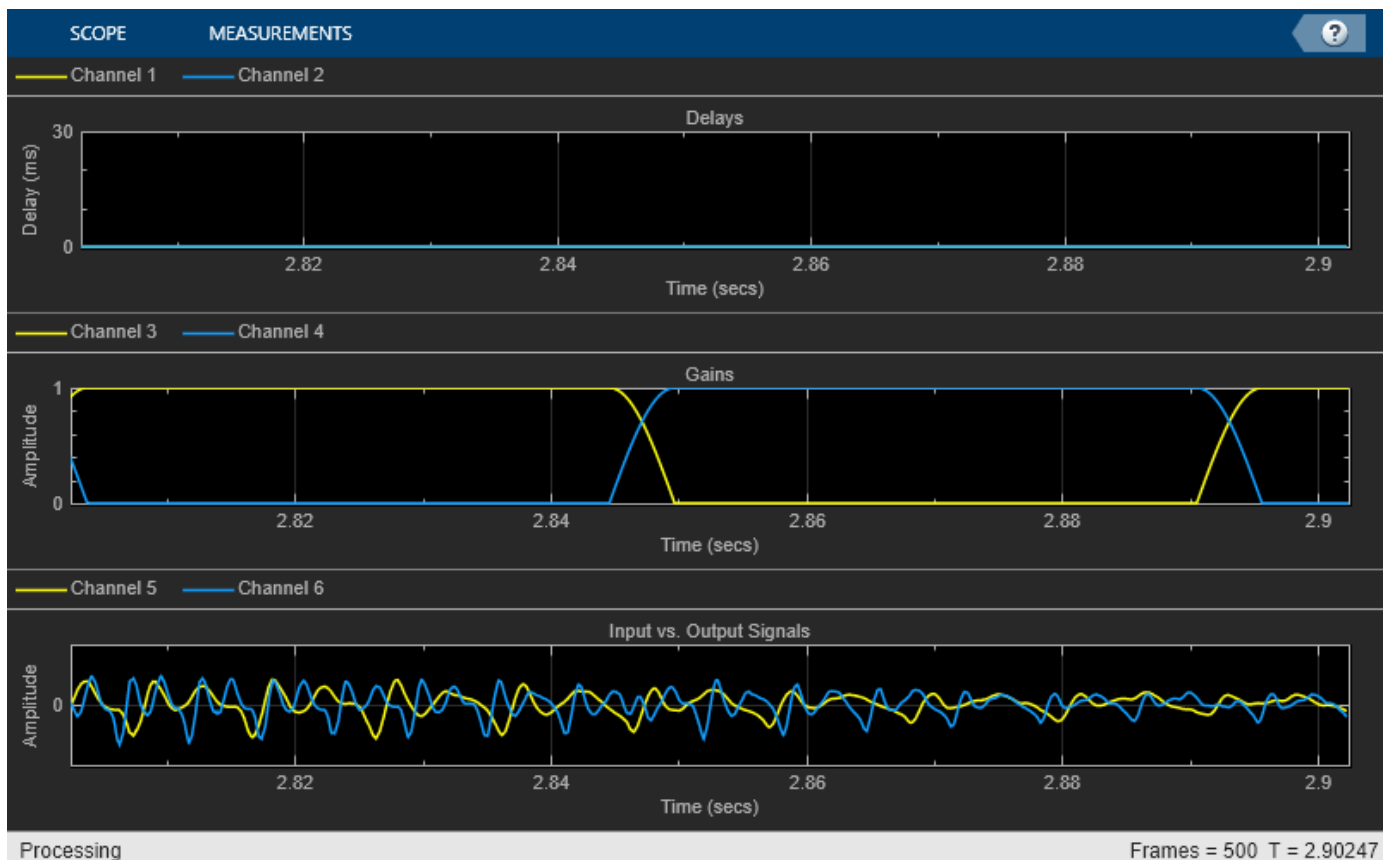 SCOPE MEASUREMENTS ?
Channel 1 Channel 2
Delays
30
Delay (ms)
0
2.82 2.84 2.86 2.88 2.9
Time (secs)
Channel 3 Channel 4
Gains
1
Amplitude
0
2.82 2.84 2.86 2.88 2.9
Time (secs)
Channel 5 Channel 6
Input vs. Output Signals
Amplitude
0
2.82 2.84 2.86 2.88 2.9
Time (secs)
Processing Frames = 500 T = 2.90247